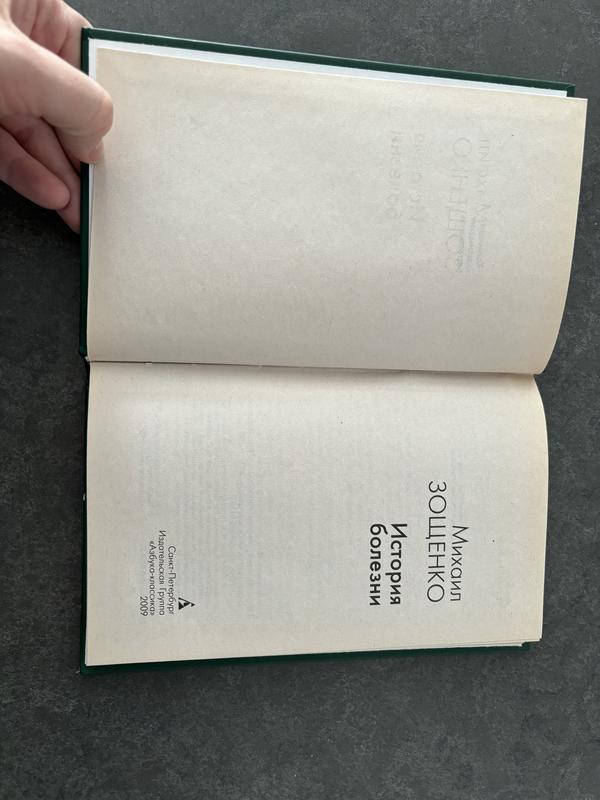 Михаил
ЗОЩЕНКО
История
болезни
Санкт-Петербург
Издательская Группа
«Азбука-классика»
2009